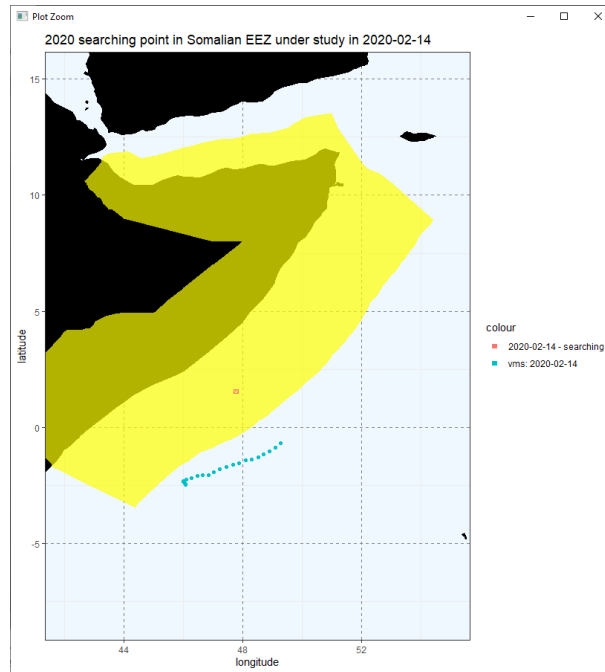 Plot Zoom
2020 searching point in Somalian EEZ under study in 2020-02-14
15
10
5
0
-5
latitude
44
48
52
longitude
colour
2020-02-14 - searching
vms: 2020-02-14